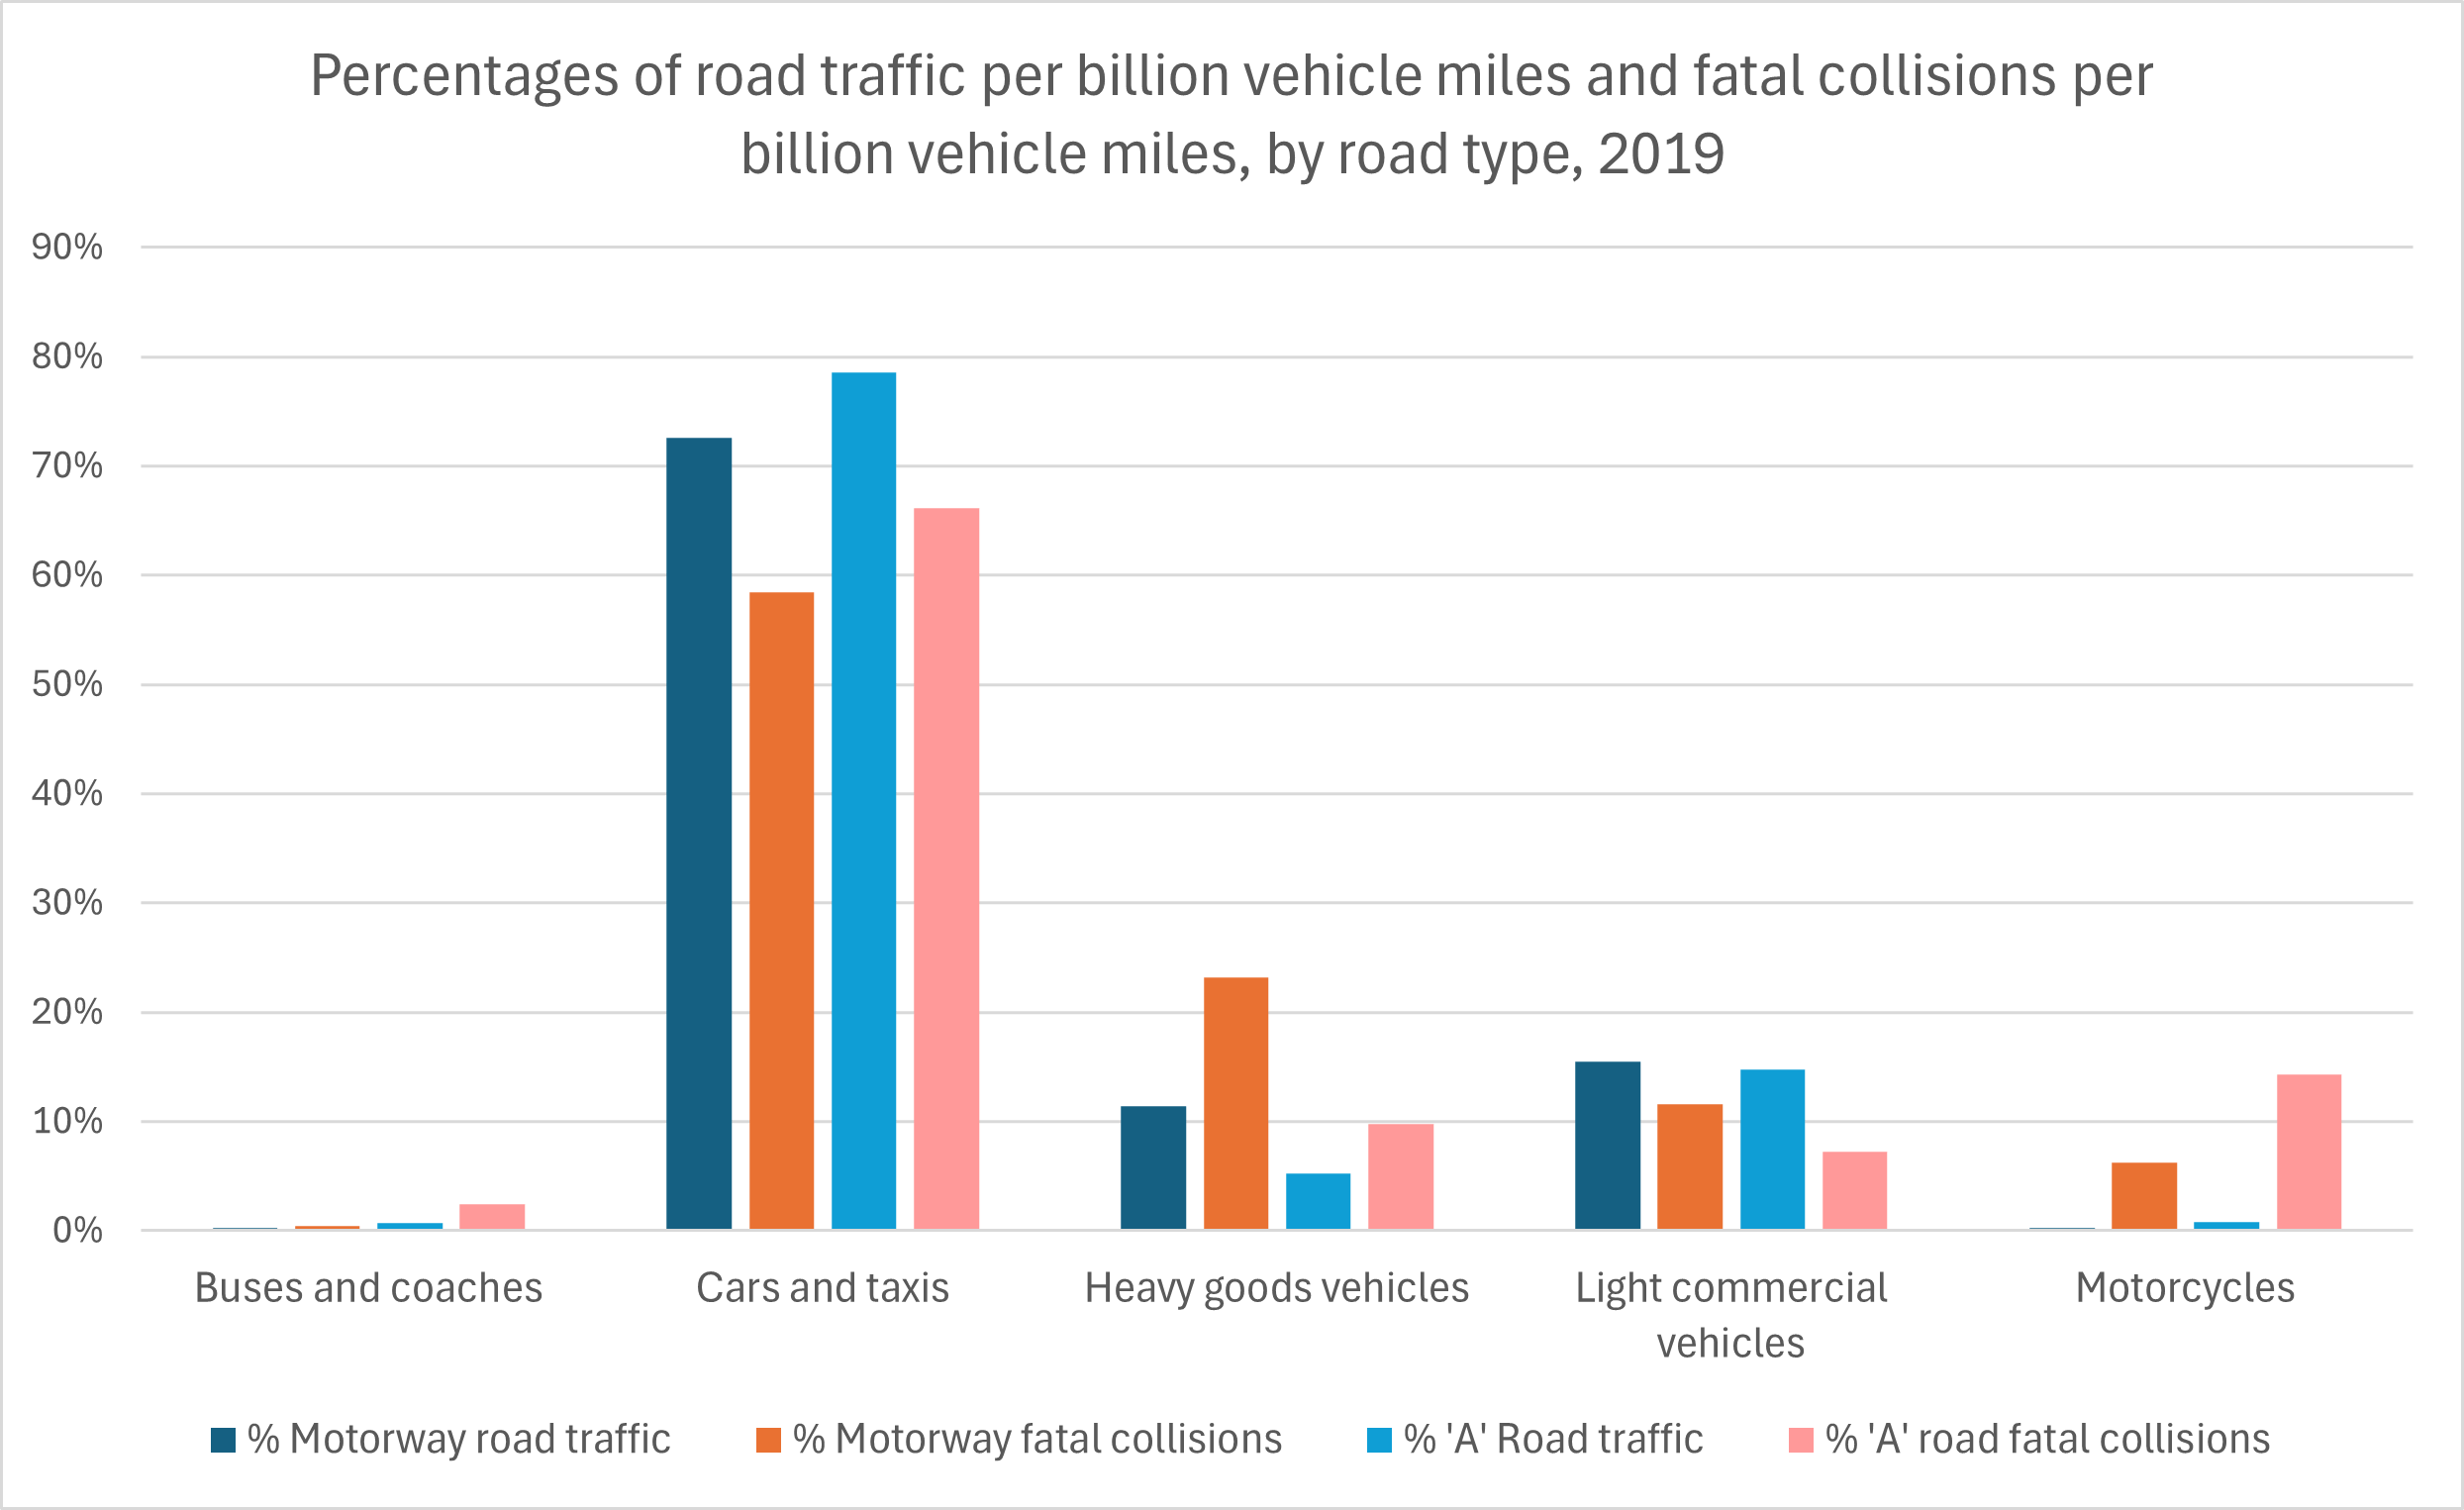 Percentages of road traffic per billion vehicle miles and fatal collisions per
billion vehicle miles, by road type, 2019
90%
80%
70%
60%
50%
40%
30%
20%
10%
0%
Buses and coaches
Cars and taxis
Heavy goods vehicles
Light commercial
vehicles
Motorcycles
% Motorway road traffic
% Motorway fatal collisions
% 'A' Road traffic
% 'A' road fatal collisions